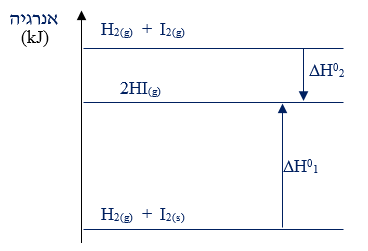 אנרגיה
(kJ)
H₂(g) + I₂(g)
ΔH⁰₂
2HI(g)
ΔH⁰₁
H₂(g) + I₂(s)